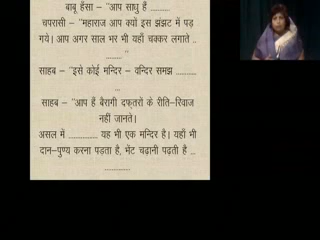 बाबू हँसा – "आप साधु हैं ..........
चपरासी – "महाराज आप क्यों इस झंझट में पड़
गये। आप अगर साल भर भी यहाँ चक्कर लगाते ..
.. "
साहब – "इसे कोई मन्दिर – वन्दिर समझ ...........
...
साहब – "आप हैं बैरागी दफ्तरों के रीति-रिवाज
नहीं जानते।
असल में ............... यह भी एक मन्दिर है। यहाँ भी
दान-पुण्य करना पड़ता है, भेंट चढ़ानी पढ़ती है ..
..............